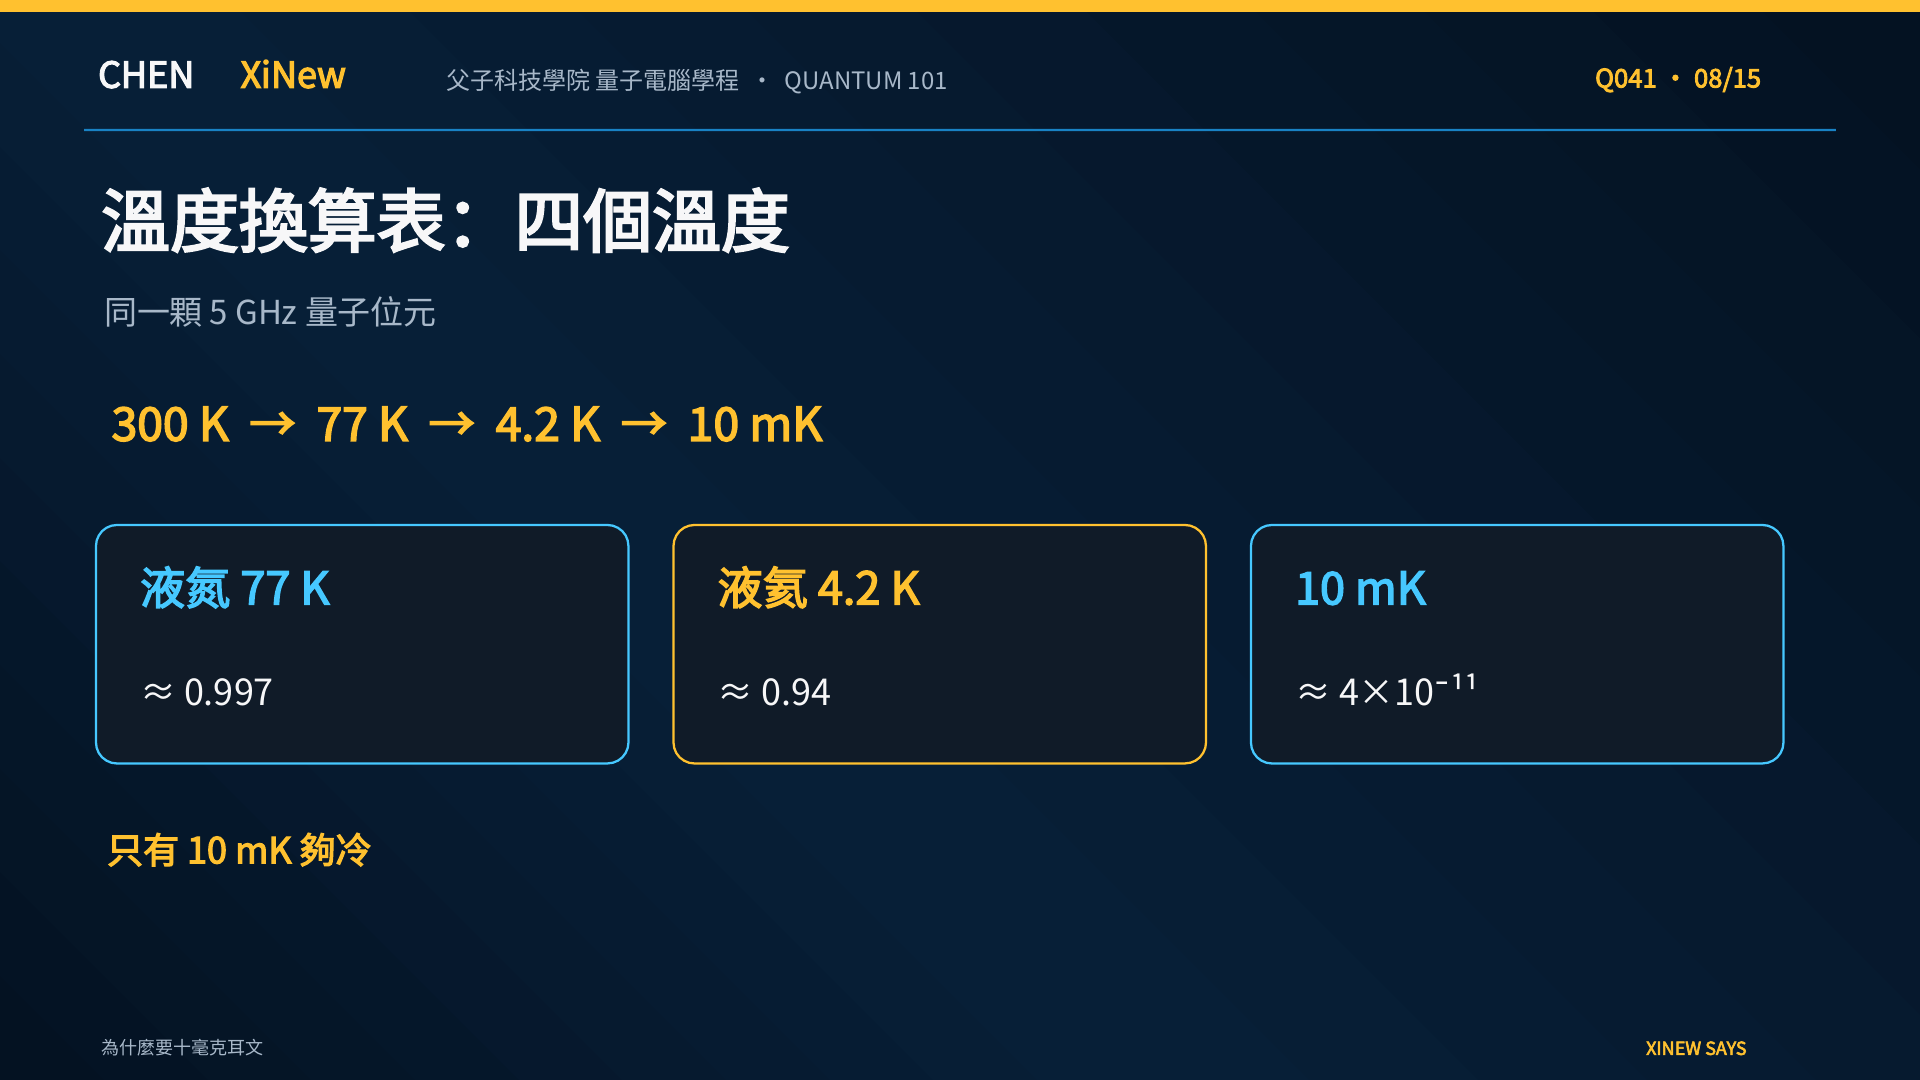 CHEN XiNew 父子科技學院 量子電腦學程 · QUANTUM 101 Q041 · 08/15
溫度換算表：四個溫度
同一顆 5 GHz 量子位元
300 K → 77 K → 4.2 K → 10 mK
液氮 77 K
≈ 0.997
液氦 4.2 K
≈ 0.94
10 mK
≈ 4×10⁻¹¹
只有 10 mK 夠冷
為什麼要十毫克耳文
XINEW SAYS